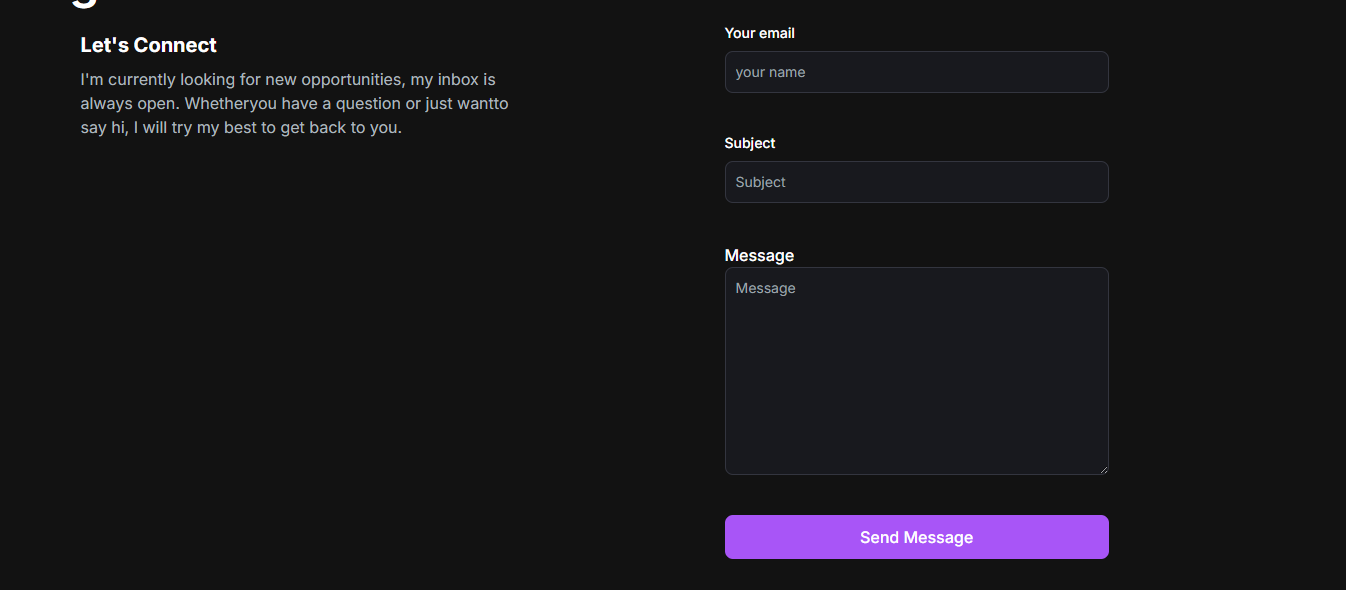 Let's Connect
I'm currently looking for new opportunities, my inbox is
always open. Whetheryou have a question or just wantto
say hi, I will try my best to get back to you.
Your email
your name
Subject
Subject
Message
Message
Send Message